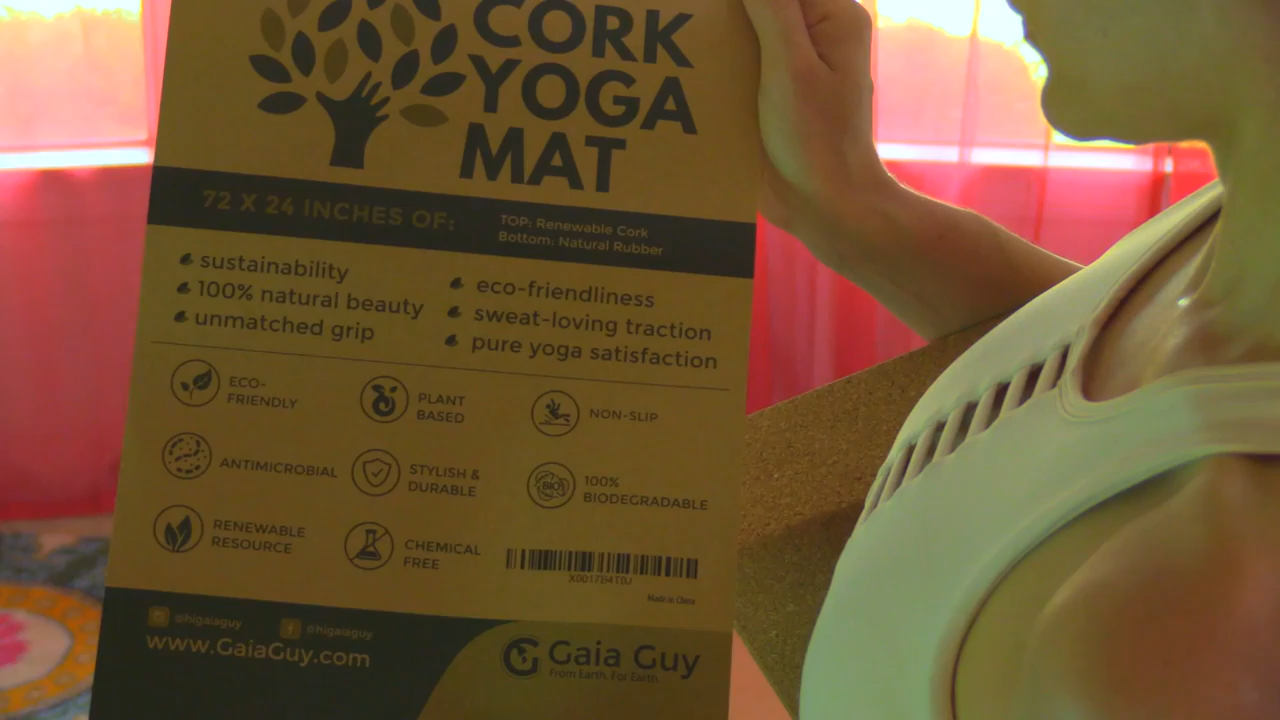 CORK
YOGA
MAT
72 X 24 INCHES OF:
TOP: Renewable Cork
Bottom: Natural Rubber
sustainability
100% natural beauty
unmatched grip
eco-friendliness
sweat-loving traction
pure yoga satisfaction
ECO-
FRIENDLY
PLANT
BASED
NON-SLIP
ANTIMICROBIAL
STYLISH &
DURABLE
BIO
100%
BIODEGRADABLE
RENEWABLE
RESOURCE
CHEMICAL
FREE
X0017B4T0J
Made in China
@higaiaguy
@higaiaguy
www.GaiaGuy.com
Gaia Guy
From Earth. For Earth.